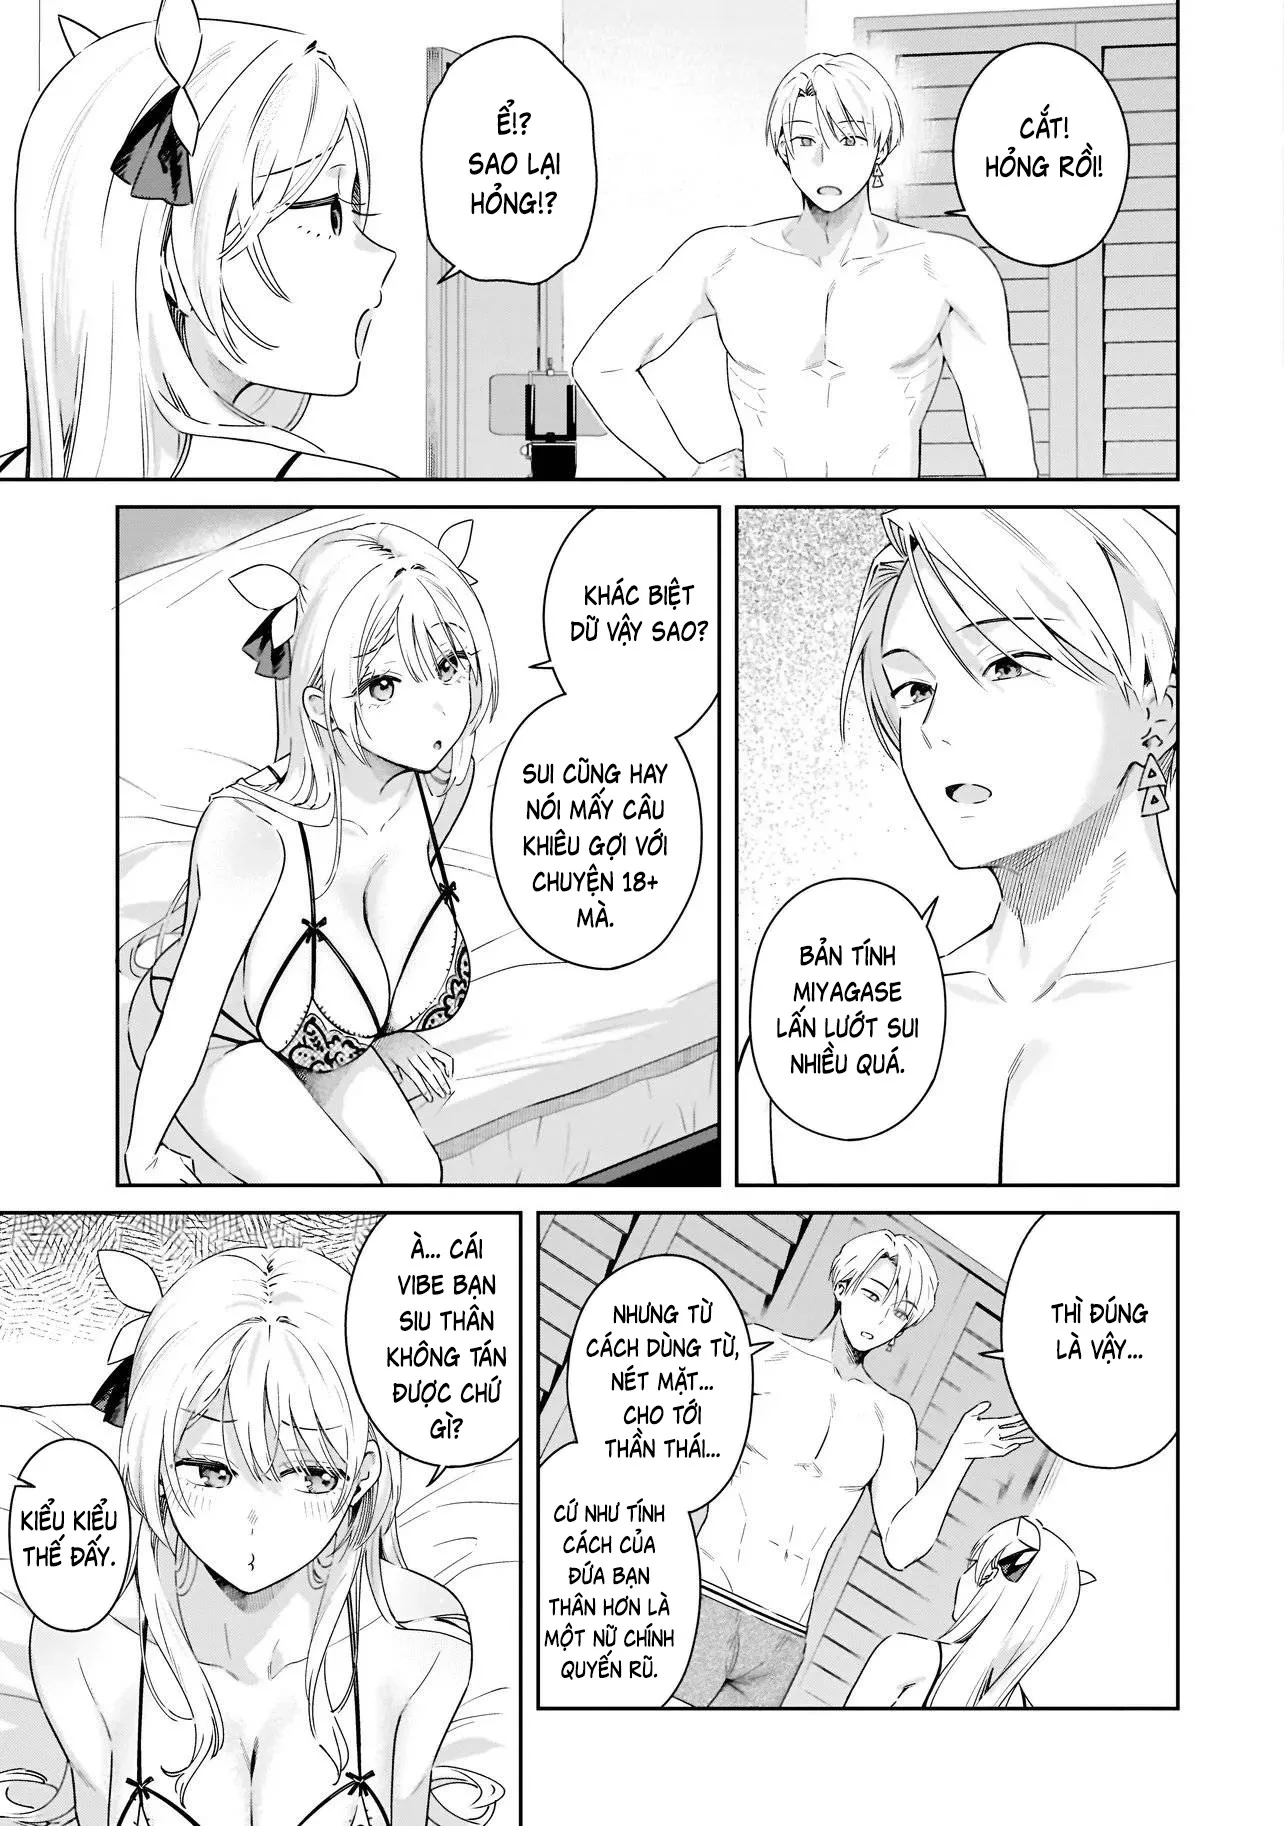 CẮT!
HỎNG RỒI!
Ể!?
SAO LẠI
HỎNG!?
BẢN TÍNH
MIYAGASE
LẤN LƯỚT SUI
NHIỀU QUÁ.
KHÁC BIỆT
DỮ VẬY SAO?
SUI CŨNG HAY
NÓI MẤY CÂU
KHIÊU GỢI VỚI
CHUYỆN 18+
MÀ.
THÌ ĐÚNG
LÀ VẬY...
NHƯNG TỪ
CÁCH DÙNG TỪ,
NÉT MẶT...
CHO TỚI
THẦN THÁI...
CỨ NHƯ TÍNH
CÁCH CỦA
ĐỨA BẠN
THÂN HƠN LÀ
MỘT NỮ CHÍNH
QUYẾN RŨ.
À... CÁI
VIBE BẠN
SIU THÂN
KHÔNG TÁN
ĐƯỢC CHỨ
GÌ?
KIỂU KIỂU
THẾ ĐẤY.